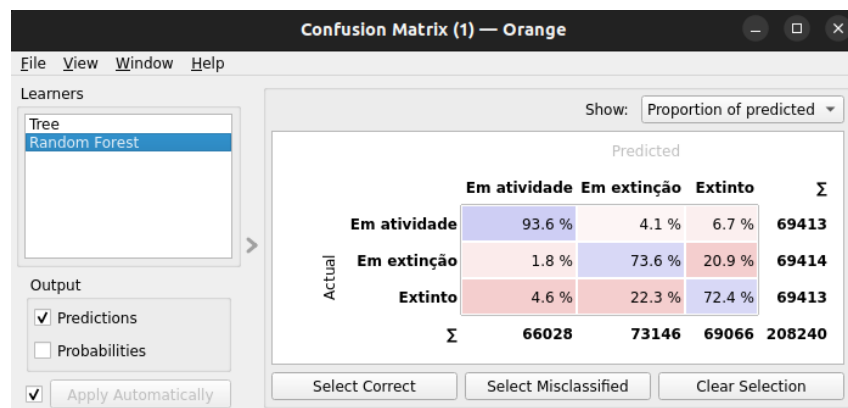 Confusion Matrix (1) — Orange
File View Window Help
Learners
Tree
Random Forest
Output
Predictions
Probabilities
Apply Automatically
Show: Proportion of predicted
Predicted
Em atividade Em extinção Extinto Σ
Actual
Em atividade 93.6 % 4.1 % 6.7 % 69413
Em extinção 1.8 % 73.6 % 20.9 % 69414
Extinto 4.6 % 22.3 % 72.4 % 69413
Σ 66028 73146 69066 208240
Select Correct Select Misclassified Clear Selection